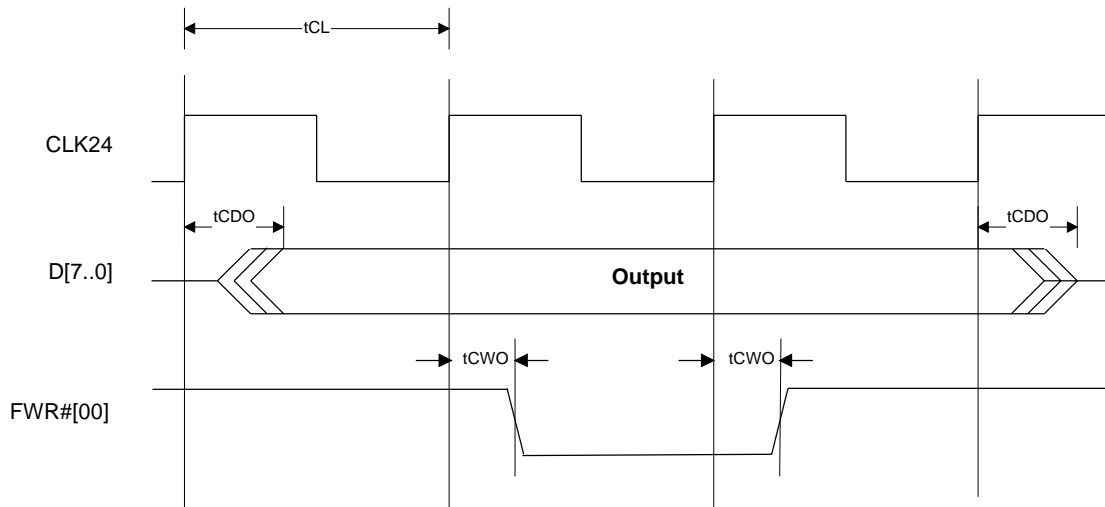 tCL
CLK24
tCDO
tCDO
D[7..0]
Output
tCWO
tCWO
FWR#[00]